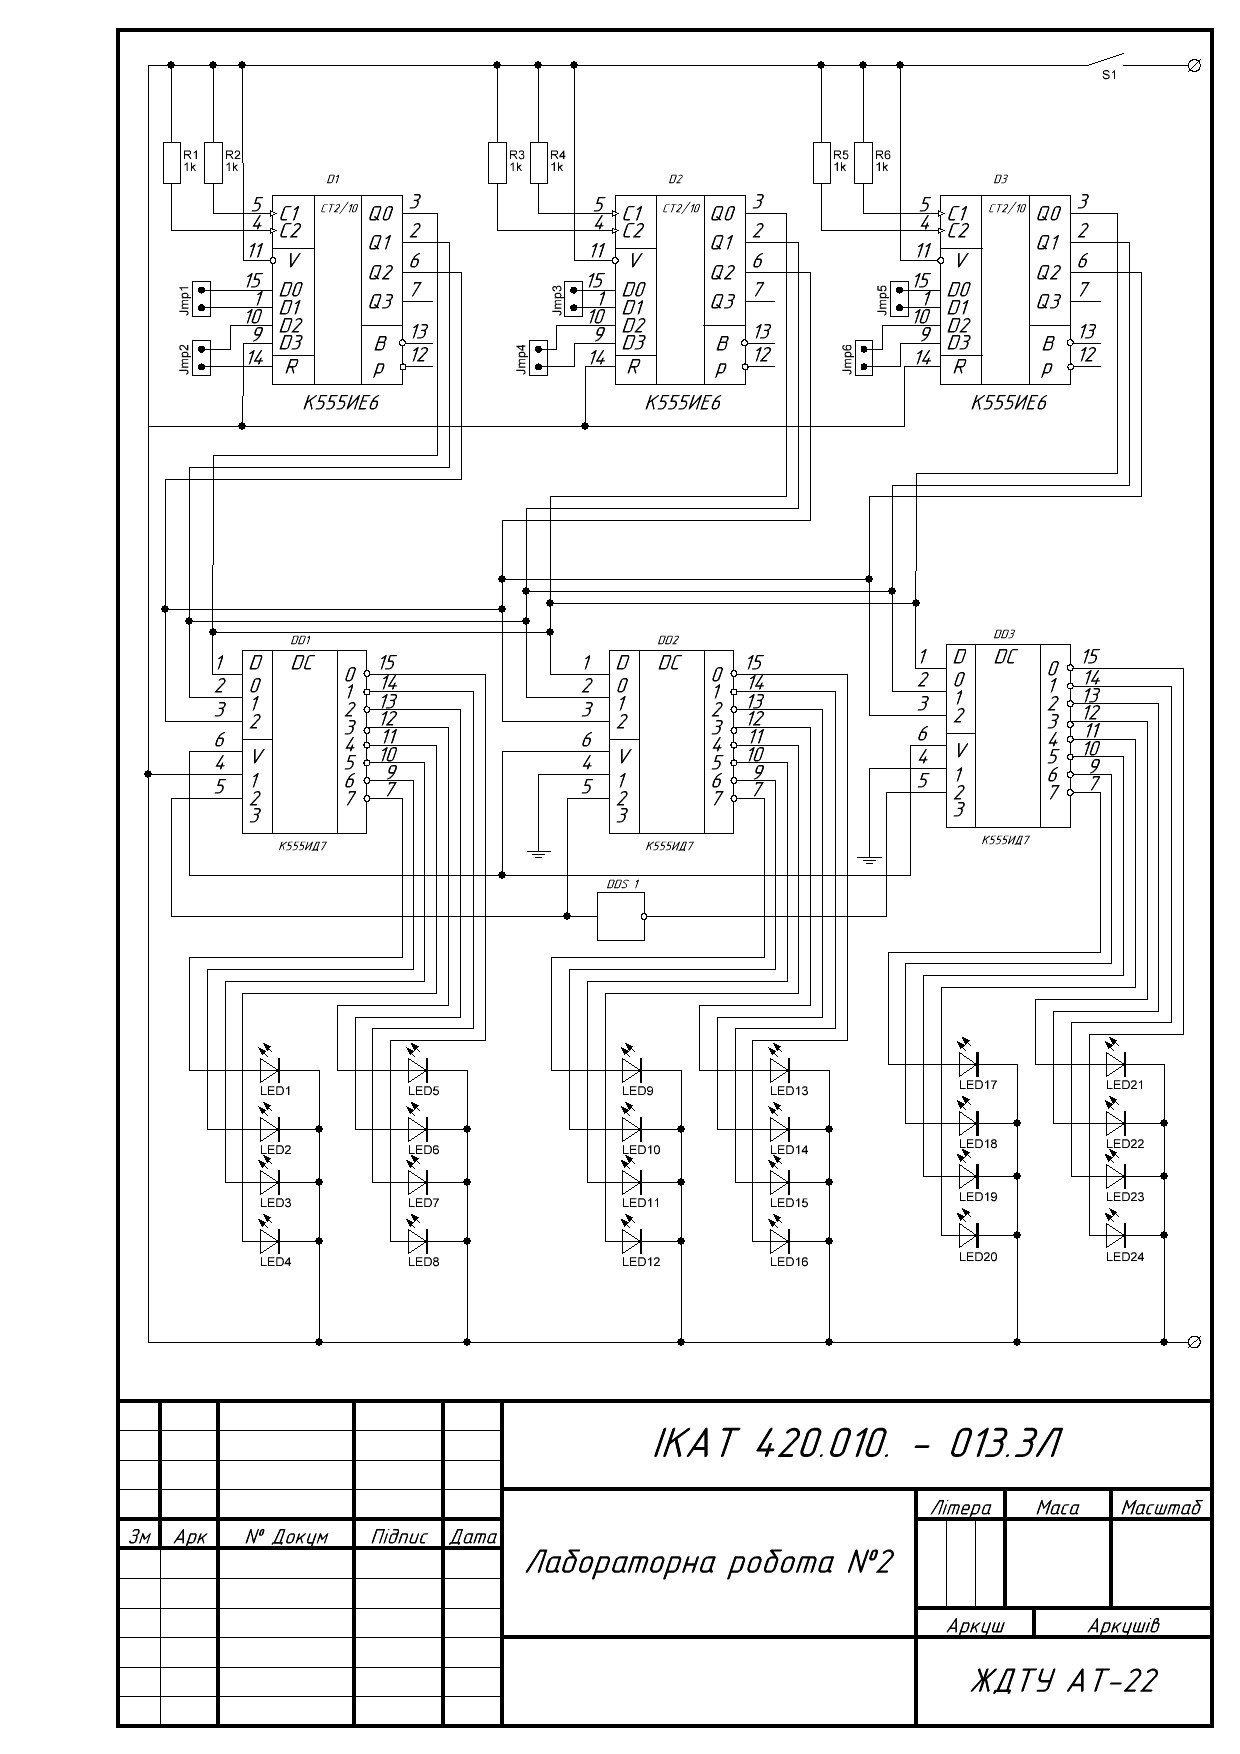 S1
R1 1k R2 1k R3 1k R4 1k R5 1k R6 1k
D1 D2 D3
5 C1 CT2/10 Q0 3 5 C1 CT2/10 Q0 3 5 C1 CT2/10 Q0 3
4 C2 Q1 2 4 C2 Q1 2 4 C2 Q1 2
11 V Q2 6 11 V Q2 6 11 V Q2 6
Jmp1 15 D0 Q3 7 Jmp3 15 D0 Q3 7 Jmp5 15 D0 Q3 7
1 D1 1 D1 1 D1
10 D2 10 D2 10 D2
Jmp2 9 D3 B 13 Jmp4 9 D3 B 13 Jmp6 9 D3 B 13
14 R p 12 14 R p 12 14 R p 12
К555ИЕ6 К555ИЕ6 К555ИЕ6
DD1 DD2 DD3
1 D DC 0 15 1 D DC 0 15 1 D DC 0 15
2 0 1 14 2 0 1 14 2 0 1 14
3 1 2 13 3 1 2 13 3 1 2 13
2 3 12 2 3 12 2 3 12
6 V 4 11 6 V 4 11 6 V 4 11
4 5 10 4 5 10 4 5 10
1 6 9 1 6 9 1 6 9
5 2 7 7 5 2 7 7 5 2 7 7
3 3 3
К555ИД7 К555ИД7 К555ИД7
DDS 1
LED1 LED5 LED9 LED13 LED17 LED21
LED2 LED6 LED10 LED14 LED18 LED22
LED3 LED7 LED11 LED15 LED19 LED23
LED4 LED8 LED12 LED16 LED20 LED24
ІКАТ 420.010. - 013.ЗЛ
Літера Маса Масштаб
Зм Арк № Докум Підпис Дата
Лабораторна робота №2
Аркуш Аркушів
ЖДТУ АТ-22